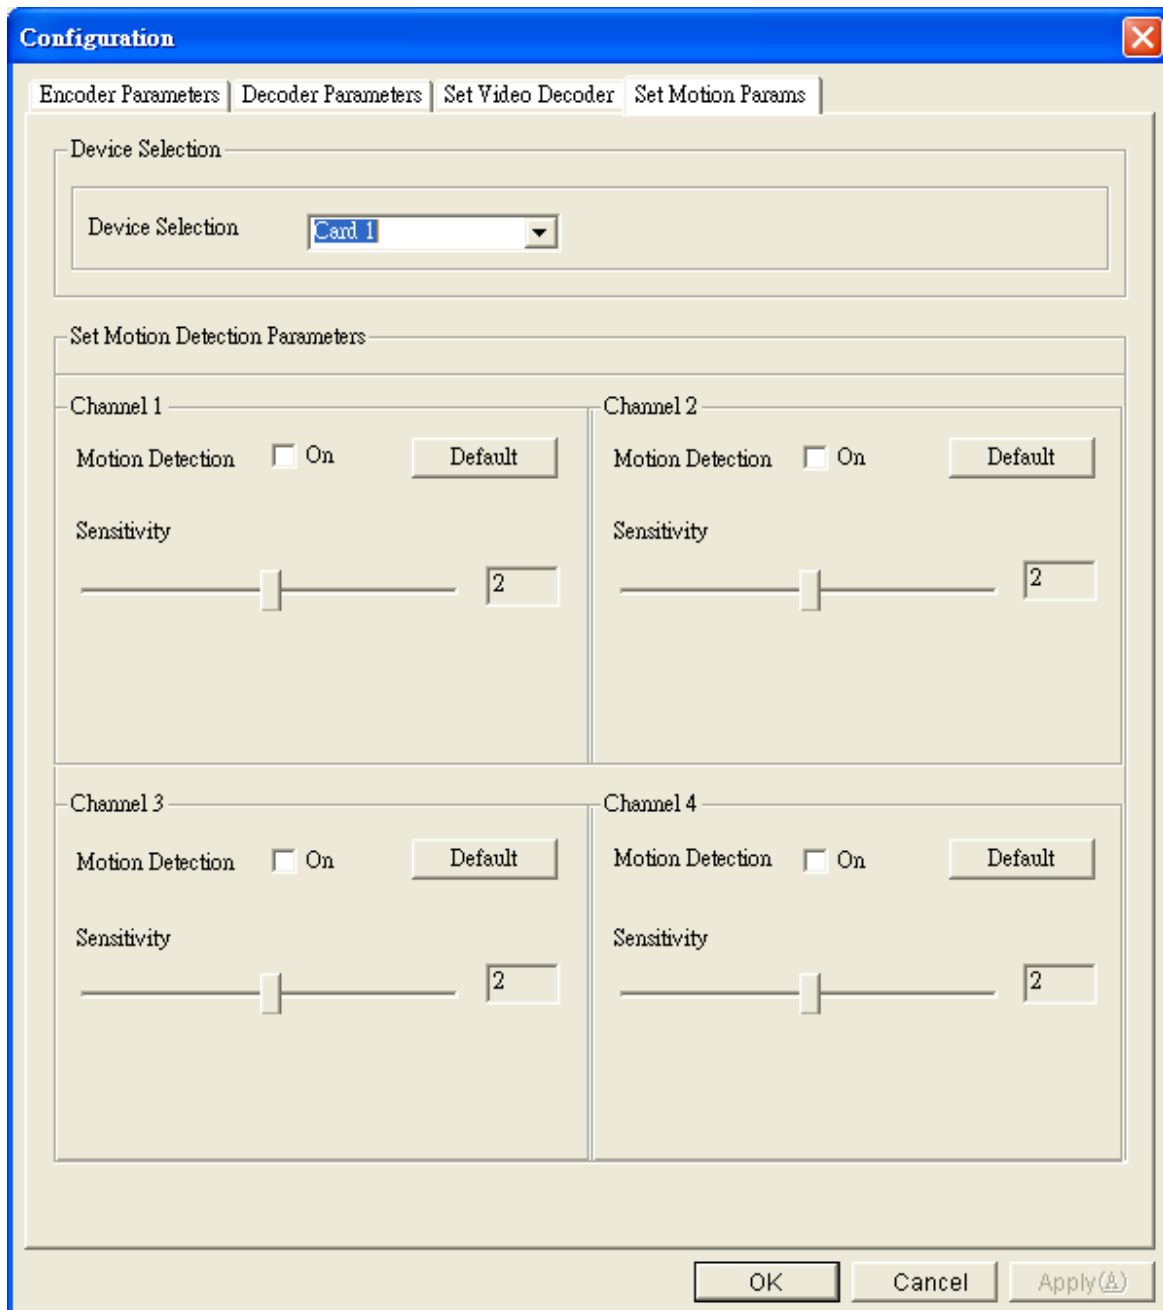 Configuration
Encoder Parameters Decoder Parameters Set Video Decoder Set Motion Params
Device Selection
Device Selection Card 1
Set Motion Detection Parameters
Channel 1 Channel 2
Motion Detection On Default Motion Detection On Default
Sensitivity Sensitivity
2 2
Channel 3 Channel 4
Motion Detection On Default Motion Detection On Default
Sensitivity Sensitivity
2 2
OK Cancel Apply(A)